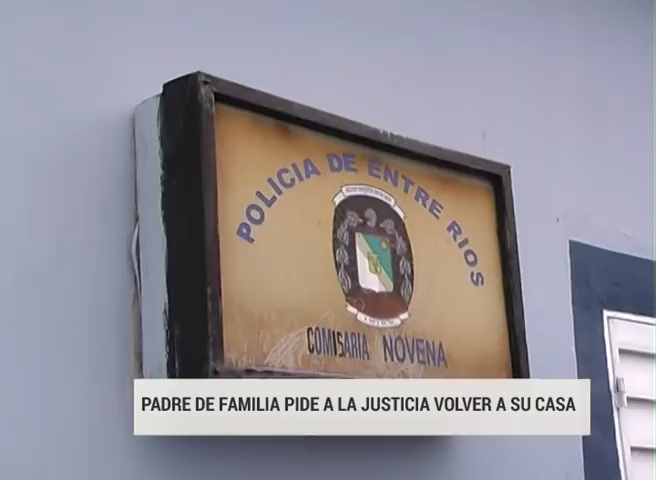 POLICIA DE ENTRE RIOS
COMISARIA NOVENA
PADRE DE FAMILIA PIDE A LA JUSTICIA VOLVER A SU CASA